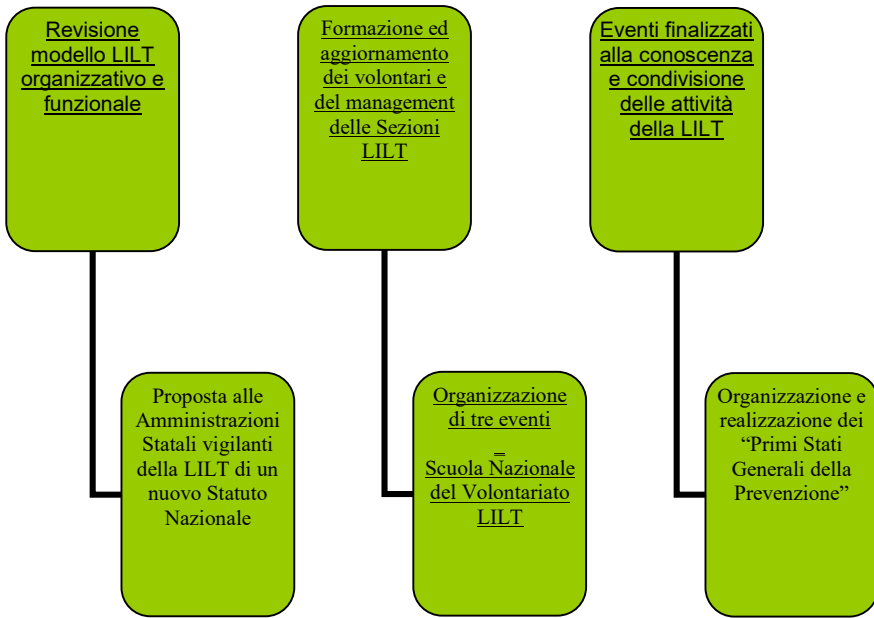 Revisione
modello LILT
organizzativo e
funzionale
Formazione ed
aggiornamento
dei volontari e
del management
delle Sezioni
LILT
Eventi finalizzati
alla conoscenza
e condivisione
delle attività
della LILT
Proposta alle
Amministrazioni
Statali vigilanti
della LILT di un
nuovo Statuto
Nazionale
Organizzazione
di tre eventi
–
Scuola Nazionale
del Volontariato
LILT
Organizzazione e
realizzazione dei
“Primi Stati
Generali della
Prevenzione”